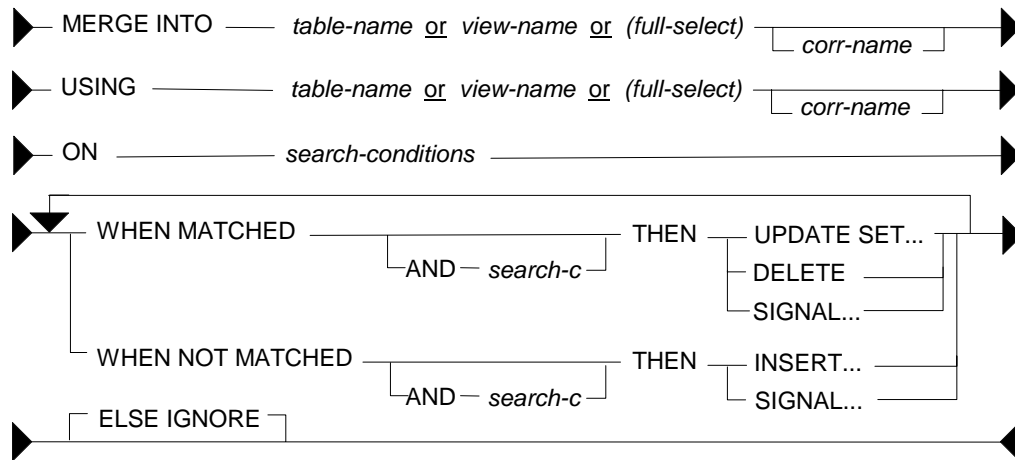 MERGE INTO table-name or view-name or (full-select) corr-name
USING table-name or view-name or (full-select) corr-name
ON search-conditions
WHEN MATCHED AND search-c THEN UPDATE SET...
DELETE
SIGNAL...
WHEN NOT MATCHED AND search-c THEN INSERT...
SIGNAL...
ELSE IGNORE